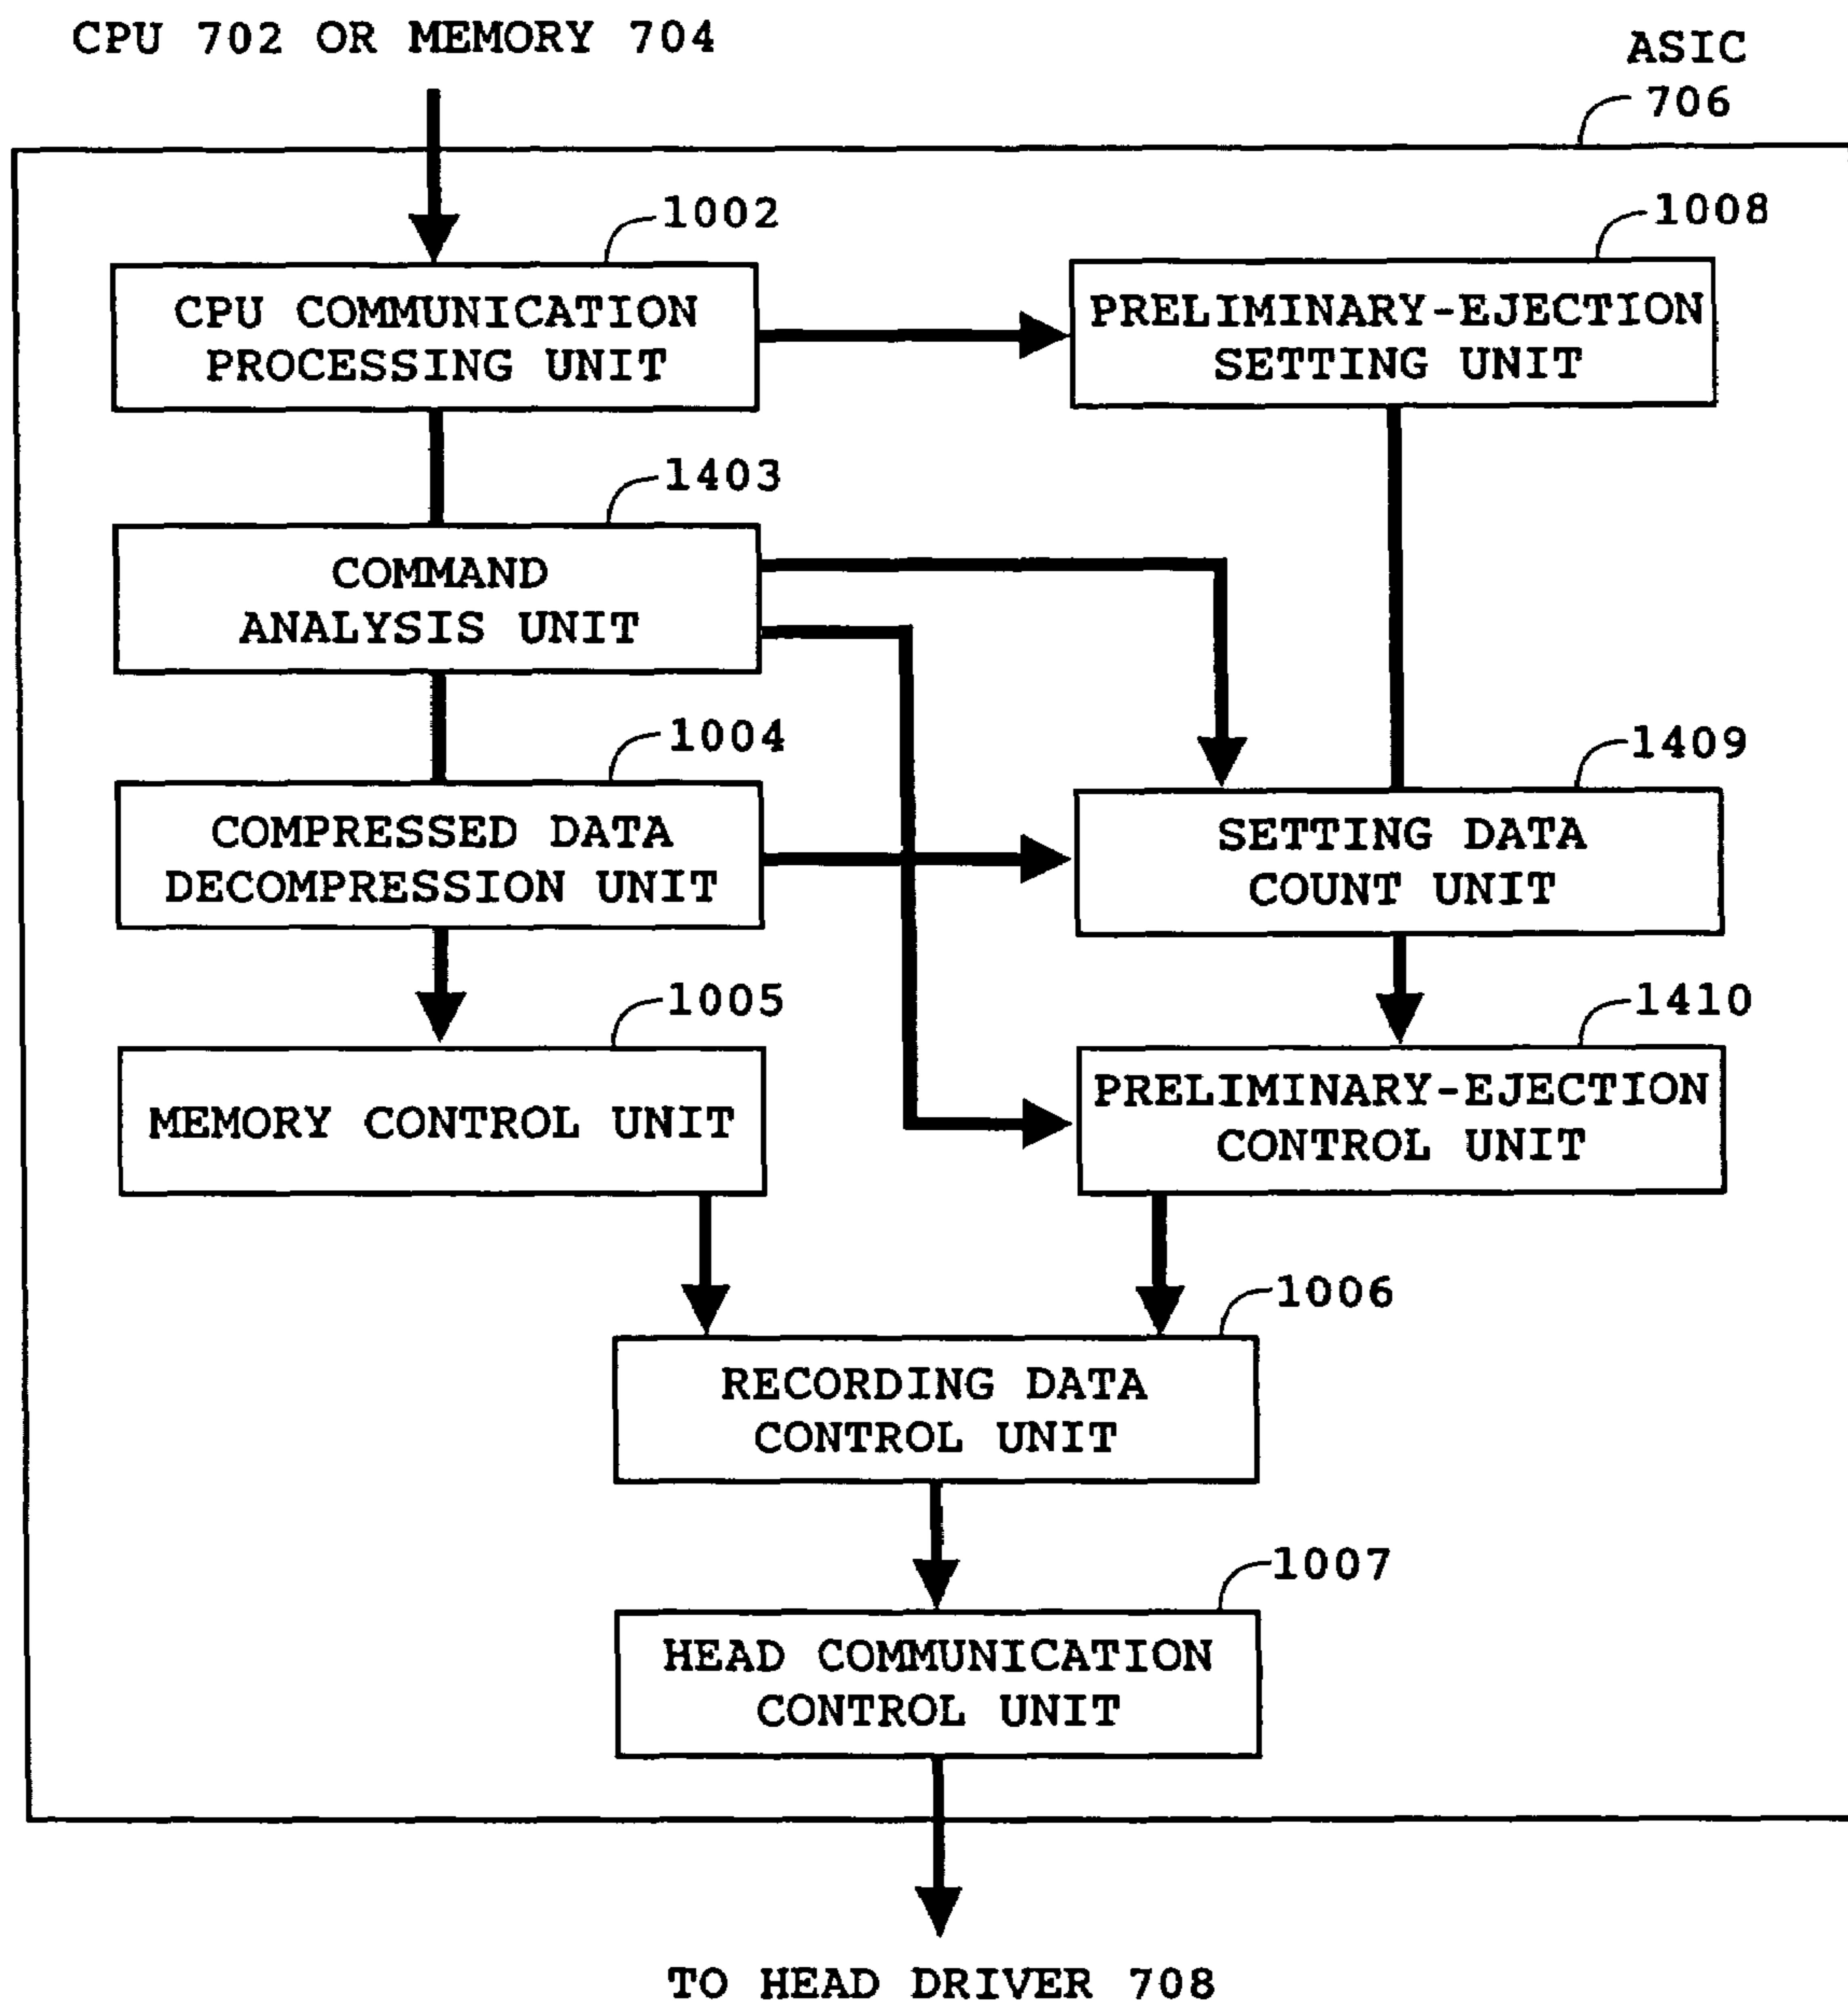 CPU 702 OR MEMORY 704
ASIC
706
1002
1008
CPU COMMUNICATION
PROCESSING UNIT
PRELIMINARY-EJECTION
SETTING UNIT
1403
COMMAND
ANALYSIS UNIT
1004
1409
COMPRESSED DATA
DECOMPRESSION UNIT
SETTING DATA
COUNT UNIT
1005
1410
MEMORY CONTROL UNIT
PRELIMINARY-EJECTION
CONTROL UNIT
1006
RECORDING DATA
CONTROL UNIT
1007
HEAD COMMUNICATION
CONTROL UNIT
TO HEAD DRIVER 708